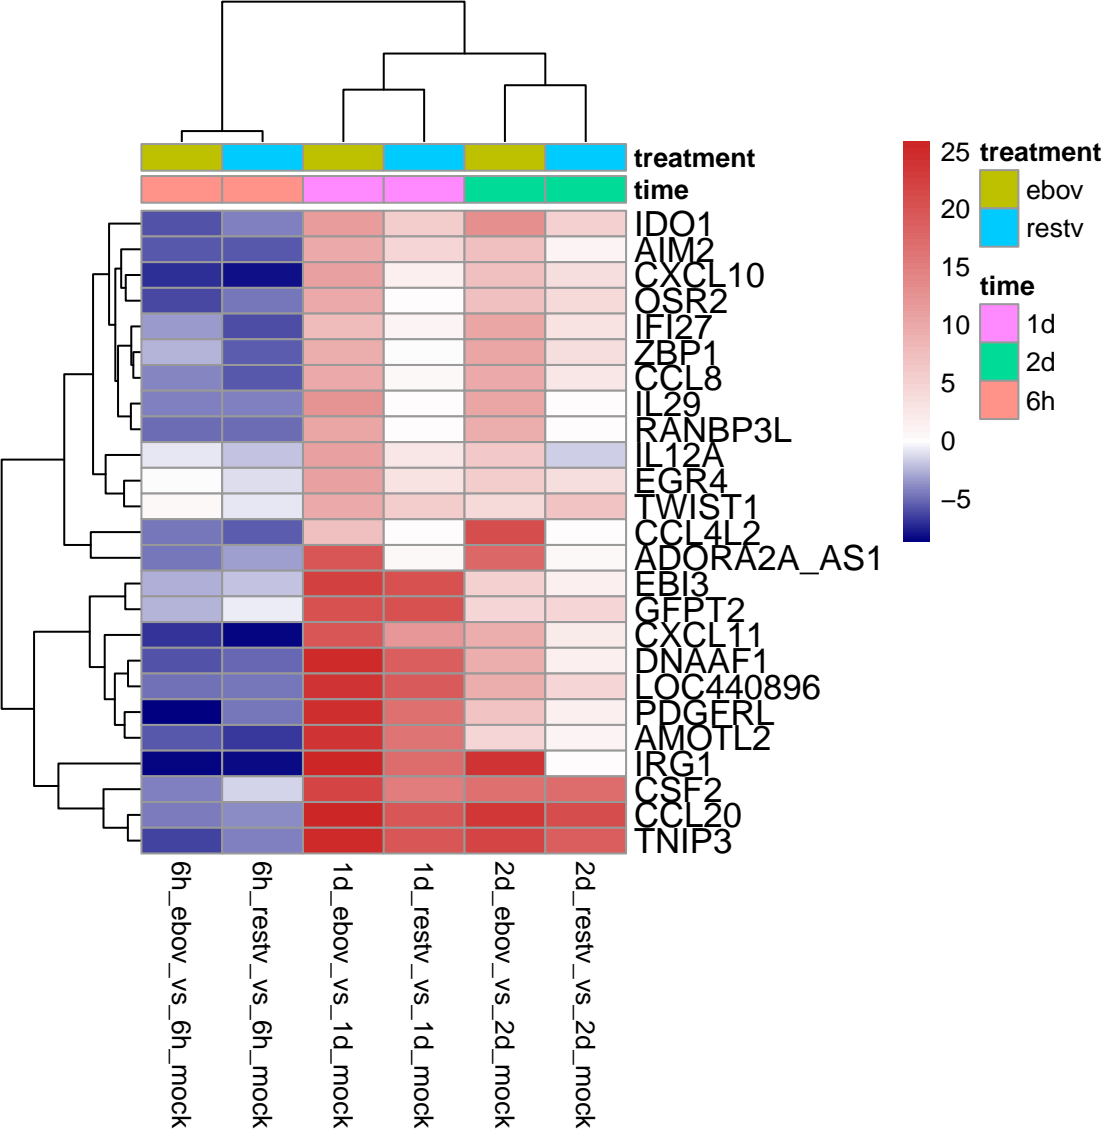 treatment
time
IDO1
AIM2
CXCL10
OSR2
IFI27
ZBP1
CCL8
IL29
RANBP3L
IL12A
EGR4
TWIST1
CCL4L2
ADORA2A_AS1
EBI3
GFPT2
CXCL11
DNAAF1
LOC440896
PDGFRL
AMOTL2
IRG1
CSF2
CCL20
TNIP3
6h_ebov_vs_6h_mock
6h_restv_vs_6h_mock
1d_ebov_vs_1d_mock
1d_restv_vs_1d_mock
2d_ebov_vs_2d_mock
2d_restv_vs_2d_mock
25
20
15
10
5
0
−5
treatment
ebov
restv
time
1d
2d
6h